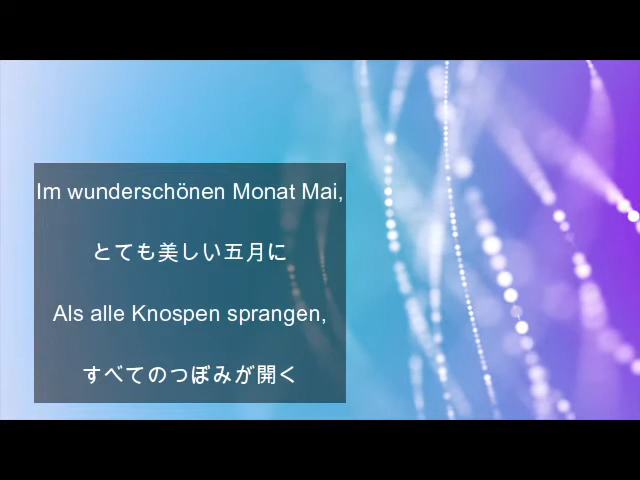 Im wunderschönen Monat Mai,
とても美しい五月に
Als alle Knospen sprangen,
すべてのつぼみが開く